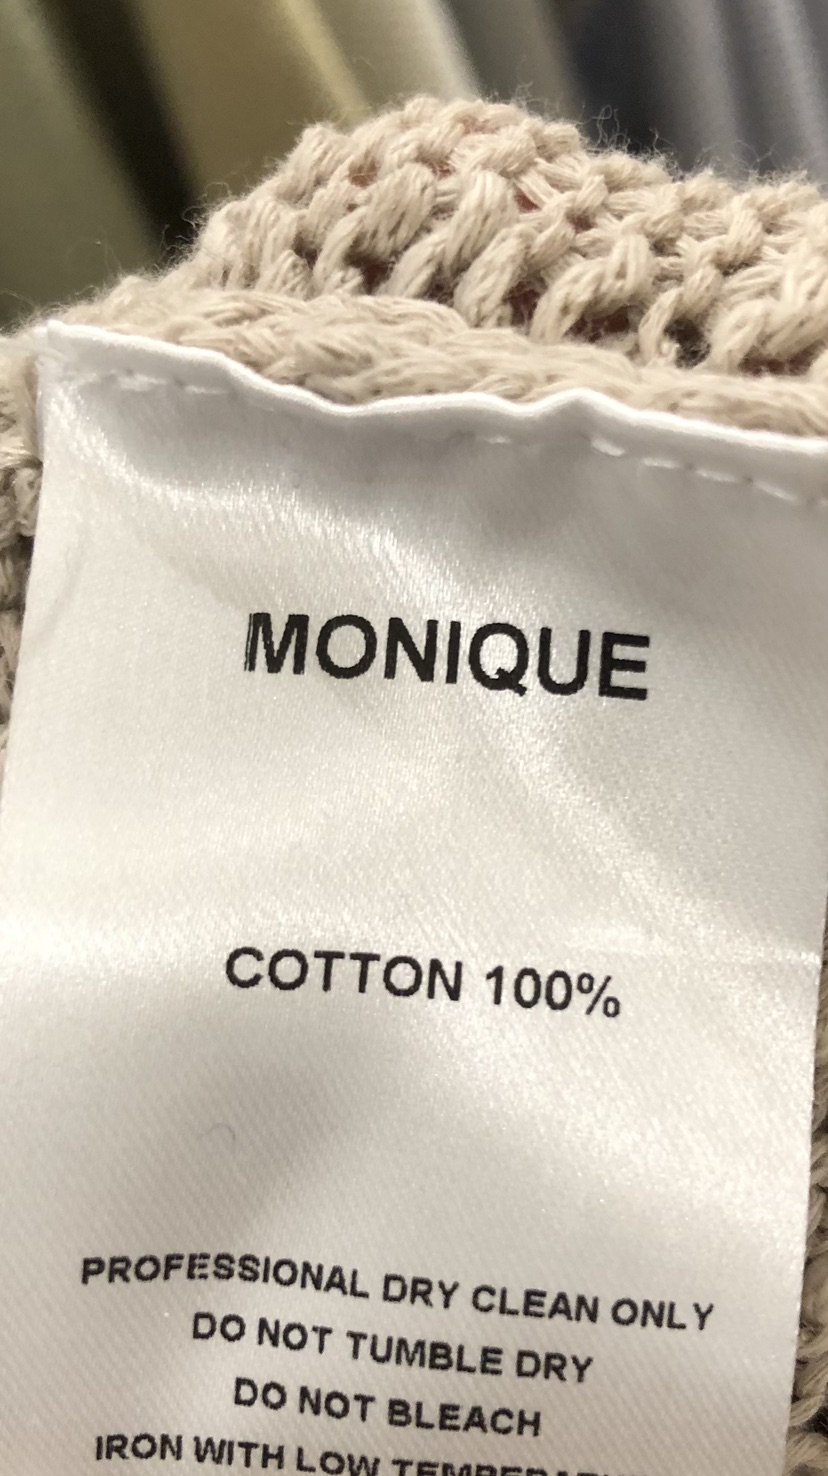 MONIQUE
COTTON 100%
PROFESSIONAL DRY CLEAN ONLY
DO NOT TUMBLE DRY
DO NOT BLEACH
IRON WITH LOW